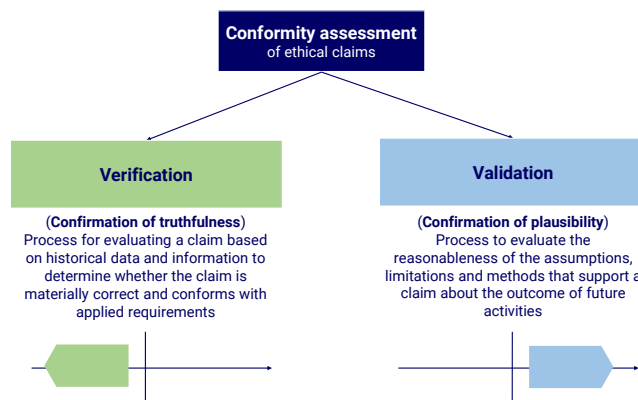 Conformity assessment
of ethical claims
Verification
Validation
(Confirmation of truthfulness)
Process for evaluating a claim based
on historical data and information to
determine whether the claim is
materially correct and conforms with
applied requirements
(Confirmation of plausibility)
Process to evaluate the
reasonableness of the assumptions,
limitations and methods that support a
claim about the outcome of future
activities